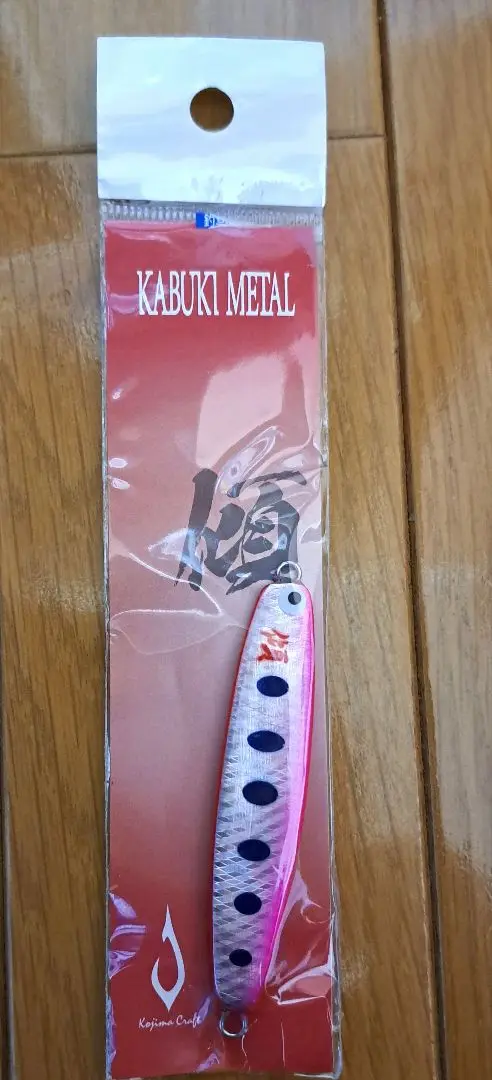 KABUKI METAL
傾
Kojima Craft